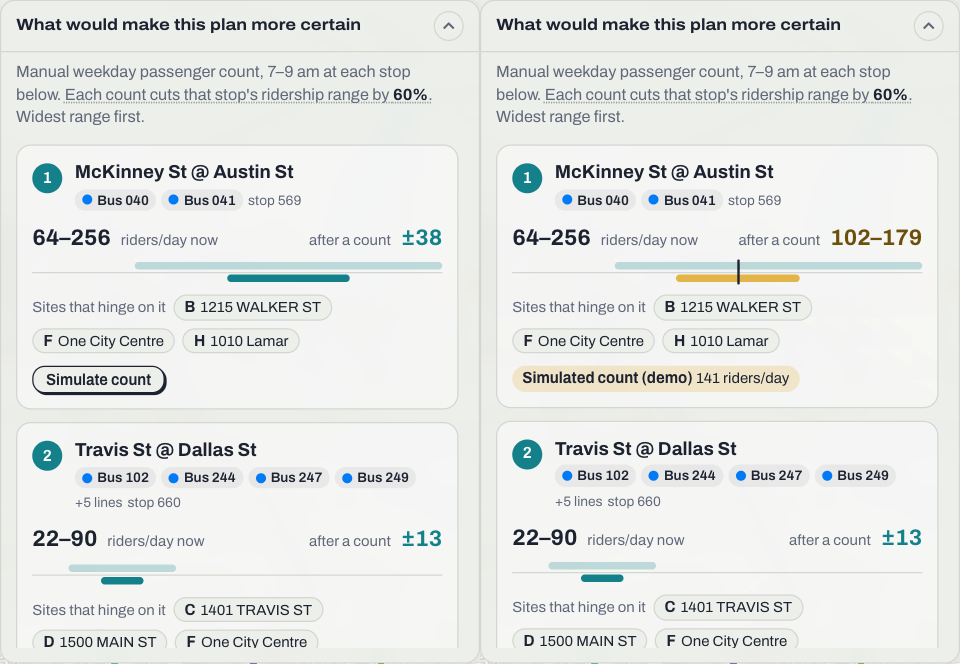 What would make this plan more certain
Manual weekday passenger count, 7–9 am at each stop
below. Each count cuts that stop's ridership range by 60%.
Widest range first.
1 McKinney St @ Austin St
Bus 040 Bus 041 stop 569
64–256 riders/day now after a count ±38
Sites that hinge on it B 1215 WALKER ST
F One City Centre H 1010 Lamar
Simulate count
2 Travis St @ Dallas St
Bus 102 Bus 244 Bus 247 Bus 249
+5 lines stop 660
22–90 riders/day now after a count ±13
Sites that hinge on it C 1401 TRAVIS ST
D 1500 MAIN ST F One City Centre
What would make this plan more certain
Manual weekday passenger count, 7–9 am at each stop
below. Each count cuts that stop's ridership range by 60%.
Widest range first.
1 McKinney St @ Austin St
Bus 040 Bus 041 stop 569
64–256 riders/day now after a count 102–179
Sites that hinge on it B 1215 WALKER ST
F One City Centre H 1010 Lamar
Simulated count (demo) 141 riders/day
2 Travis St @ Dallas St
Bus 102 Bus 244 Bus 247 Bus 249
+5 lines stop 660
22–90 riders/day now after a count ±13
Sites that hinge on it C 1401 TRAVIS ST
D 1500 MAIN ST F One City Centre